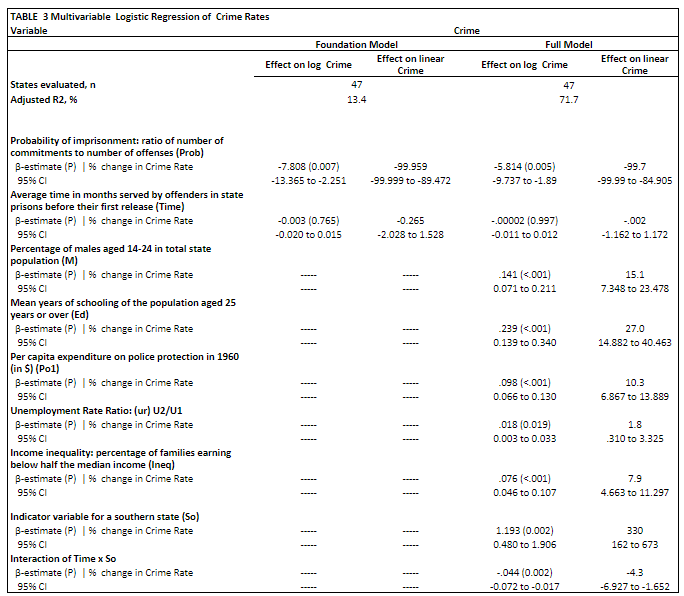 TABLE 3 Multivariable Logistic Regression of Crime Rates
Variable Crime
Foundation Model Full Model
Effect on log Crime Effect on linear Crime Effect on log Crime Effect on linear Crime
States evaluated, n 47 47
Adjusted R2, % 13.4 71.7
Probability of imprisonment: ratio of number of
commitments to number of offenses (Prob)
β-estimate (P) | % change in Crime Rate -7.808 (0.007) -99.959 -5.814 (0.005) -99.7
95% CI -13.365 to -2.251 -99.999 to -89.472 -9.737 to -1.89 -99.99 to -84.905
Average time in months served by offenders in state
prisons before their first release (Time)
β-estimate (P) | % change in Crime Rate -0.003 (0.765) -0.265 -.00002 (0.997) -.002
95% CI -0.020 to 0.015 -2.028 to 1.528 -0.011 to 0.012 -1.162 to 1.172
Percentage of males aged 14-24 in total state
population (M)
β-estimate (P) | % change in Crime Rate ----- ----- .141 (<.001) 15.1
95% CI ----- ----- 0.071 to 0.211 7.348 to 23.478
Mean years of schooling of the population aged 25
years or over (Ed)
β-estimate (P) | % change in Crime Rate ----- ----- .239 (<.001) 27.0
95% CI ----- ----- 0.139 to 0.340 14.882 to 40.463
Per capita expenditure on police protection in 1960
(in $) (Po1)
β-estimate (P) | % change in Crime Rate ----- ----- .098 (<.001) 10.3
95% CI ----- ----- 0.066 to 0.130 6.867 to 13.889
Unemployment Rate Ratio: (ur) U2/U1
β-estimate (P) | % change in Crime Rate ----- ----- .018 (0.019) 1.8
95% CI ----- ----- 0.003 to 0.033 .310 to 3.325
Income inequality: percentage of families earning
below half the median income (Ineq)
β-estimate (P) | % change in Crime Rate ----- ----- .076 (<.001) 7.9
95% CI ----- ----- 0.046 to 0.107 4.663 to 11.297
Indicator variable for a southern state (So)
β-estimate (P) | % change in Crime Rate ----- ----- 1.193 (0.002) 330
95% CI ----- ----- 0.480 to 1.906 162 to 673
Interaction of Time x So
β-estimate (P) | % change in Crime Rate ----- ----- -.044 (0.002) -4.3
95% CI ----- ----- -0.072 to -0.017 -6.927 to -1.652